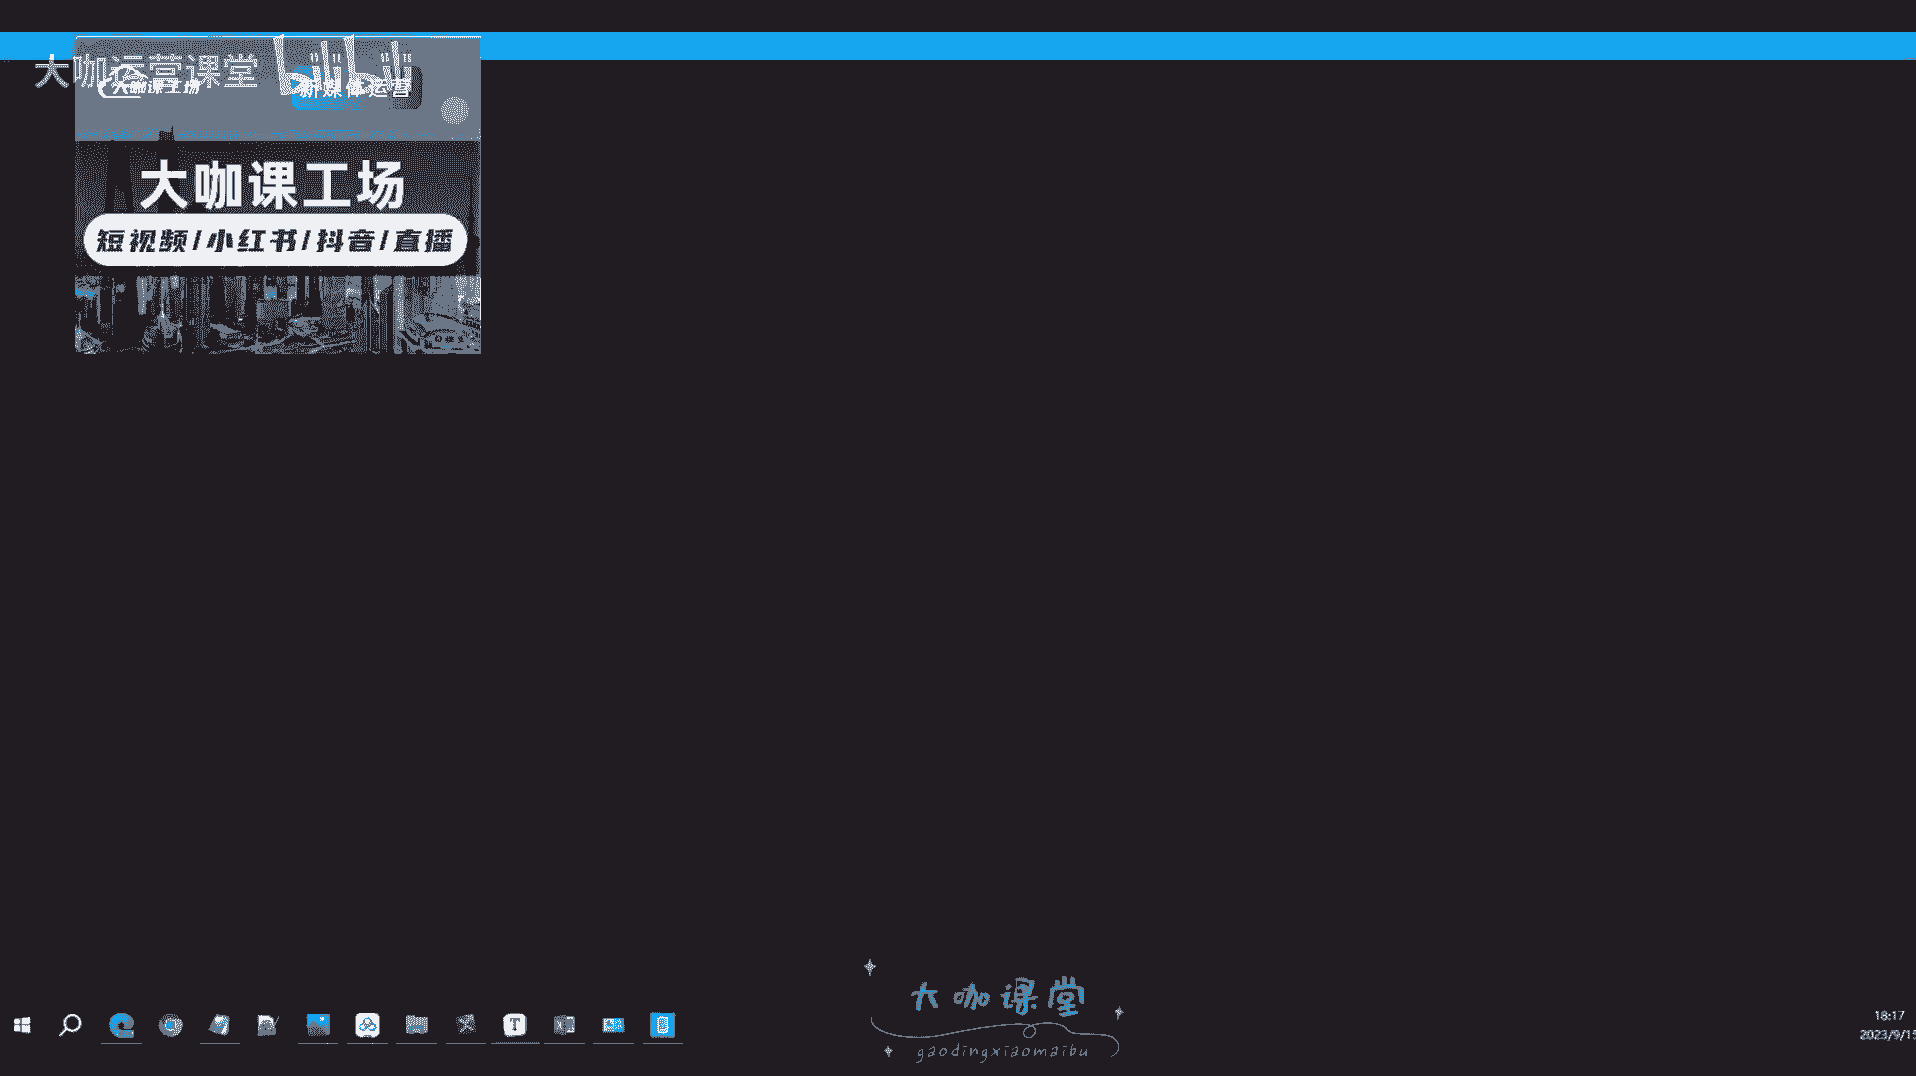 大咖运营课堂
大咖课工场
新媒体运营
大咖课工场
短视频/小红书/抖音/直播
大咖课堂
gaodingxiaomaibu
18:17
2023/9/15